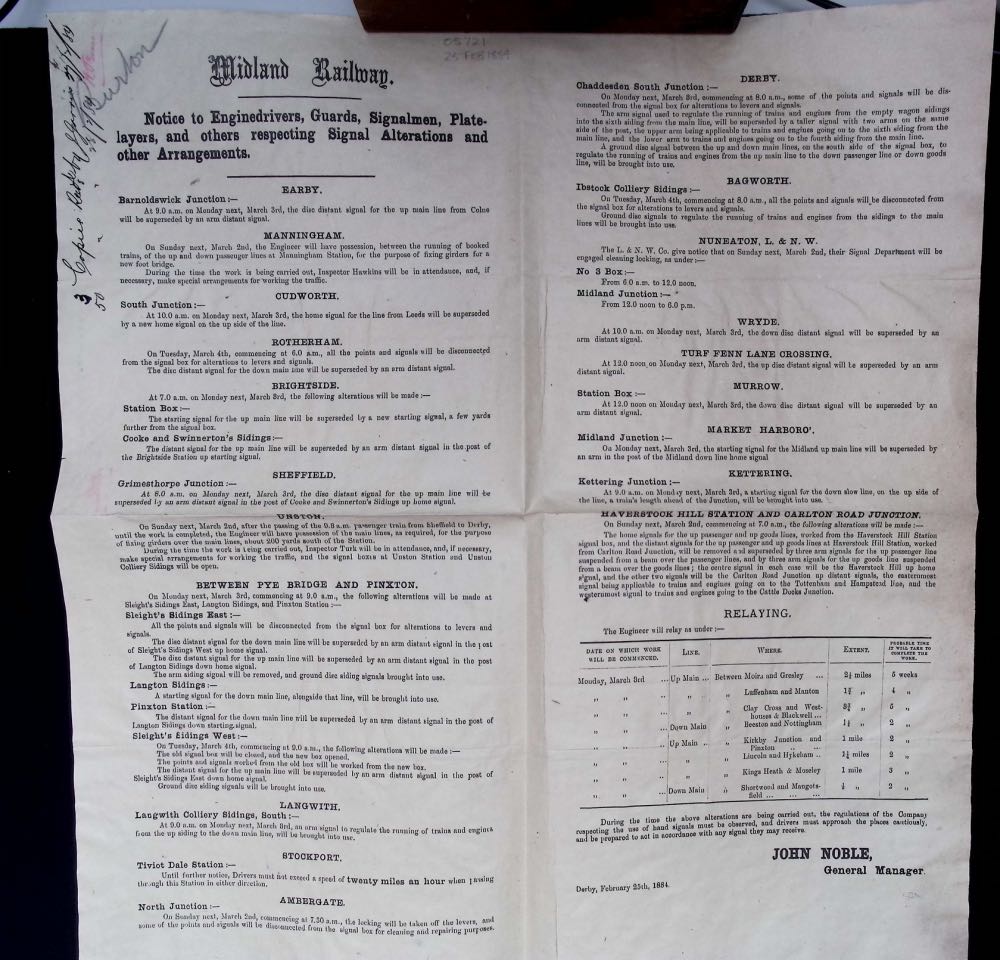 05721
25 FEB 1884
Burton
Midland Railway.
Notice to Enginedrivers, Guards, Signalmen, Plate-
layers, and others respecting Signal Alterations and
other Arrangements.
EARBY.
Barnoldswick Junction:—
At 9.0 a.m. on Monday next, March 3rd, the disc distant signal for the up main line from Colne
will be superseded by an arm distant signal.
MANNINGHAM.
On Sunday next, March 2nd, the Engineer will have possession, between the running of booked
trains, of the up and down passenger lines at Manningham Station, for the purpose of fixing girders for a
new foot bridge.
During the time the work is being carried out, Inspector Hawkins will be in attendance, and, if
necessary, make special arrangements for working the traffic.
CUDWORTH.
South Junction:—
At 10.0 a.m. on Monday next, March 3rd, the home signal for the line from Leeds will be superseded
by a new home signal on the up side of the line.
ROTHERHAM.
On Tuesday, March 4th, commencing at 6.0 a.m., all the points and signals will be disconnected
from the signal box for alterations to levers and signals.
The disc distant signal for the down main line will be superseded by an arm distant signal.
BRIGHTSIDE.
At 7.0 a.m. on Monday next, March 3rd, the following alterations will be made:—
Station Box:—
The starting signal for the up main line will be superseded by a new starting signal, a few yards
further from the signal box.
Cooke and Swinnerton's Sidings:—
The distant signal for the up main line will be superseded by an arm distant signal in the post of
the Brightside Station up starting signal.
SHEFFIELD.
Grimesthorpe Junction:—
At 8.0 a.m. on Monday next, March 3rd, the disc distant signal for the up main line will be
superseded by an arm distant signal in the post of Cooke and Swinnerton's Sidings up home signal.
UNSTON.
On Sunday next, March 2nd, after the passing of the 9.8 a.m. passenger train from Sheffield to Derby,
until the work is completed, the Engineer will have possession of the main lines, as required, for the purpose
of fixing girders over the main lines, about 200 yards south of the Station.
During the time the work is being carried out, Inspector Turk will be in attendance, and, if necessary,
make special arrangements for working the traffic, and the signal boxes at Unston Station and Unston
Colliery Sidings will be open.
BETWEEN PYE BRIDGE AND PINXTON.
On Monday next, March 3rd, commencing at 9.0 a.m., the following alterations will be made at
Sleight's Sidings East, Langton Sidings, and Pinxton Station:—
Sleight's Sidings East:—
All the points and signals will be disconnected from the signal box for alterations to levers and
signals.
The disc distant signal for the down main line will be superseded by an arm distant signal in the post
of Sleight's Sidings West up home signal.
The disc distant signal for the up main line will be superseded by an arm distant signal in the post
of Langton Sidings down home signal.
The arm siding signal will be removed, and ground disc siding signals brought into use.
Langton Sidings:—
A starting signal for the down main line, alongside that line, will be brought into use.
Pinxton Station:—
The distant signal for the down main line will be superseded by an arm distant signal in the post of
Langton Sidings down starting signal.
Sleight's Sidings West:—
On Tuesday, March 4th, commencing at 9.0 a.m., the following alterations will be made:—
The old signal box will be closed, and the new box opened.
The points and signals worked from the old box will be worked from the new box.
The distant signal for the up main line will be superseded by an arm distant signal in the post of
Sleight's Sidings East down home signal.
Ground disc siding signals will be brought into use.
LANGWITH.
Langwith Colliery Sidings, South:—
At 9.0 a.m. on Monday next, March 3rd, an arm signal to regulate the running of trains and engines
from the up siding to the down main line, will be brought into use.
STOCKPORT.
Tiviot Dale Station:—
Until further notice, Drivers must not exceed a speed of twenty miles an hour when passing
through this Station in either direction.
AMBERGATE.
North Junction:—
On Sunday next, March 2nd, commencing at 7.30 a.m., the locking will be taken off the levers, and
some of the points and signals will be disconnected from the signal box for cleaning and repairing purposes.
DERBY.
Chaddesden South Junction:—
On Monday next, March 3rd, commencing at 8.0 a.m., some of the points and signals will be dis-
connected from the signal box for alterations to levers and signals.
The arm signal used to regulate the running of trains and engines from the empty wagon sidings
into the sixth siding from the main line, will be superseded by a taller signal with two arms on the same
side of the post, the upper arm being applicable to trains and engines going to the sixth siding from the
main line, and the lower arm to trains and engines going to the fourth siding from the main line.
A ground disc signal between the up and down main lines, on the south side of the signal box, to
regulate the running of trains and engines from the up main line to the down passenger line or down goods
line, will be brought into use.
BAGWORTH.
Ibstock Colliery Sidings:—
On Tuesday, March 4th, commencing at 8.0 a.m., all the points and signals will be disconnected from
the signal box for alterations to levers and signals.
Ground disc signals to regulate the running of trains and engines from the sidings to the main
lines will be brought into use.
NUNEATON, L. & N. W.
The L. & N. W. Co. give notice that on Sunday next, March 2nd, their Signal Department will be
engaged cleaning locking, as under:—
No 3 Box:—
From 6.0 a.m. to 12.0 noon.
Midland Junction:—
From 12.0 noon to 6.0 p.m.
WRYDE.
At 10.0 a.m. on Monday next, March 3rd, the down disc distant signal will be superseded by an
arm distant signal.
TURF FENN LANE CROSSING.
At 12.0 noon on Monday next, March 3rd, the up disc distant signal will be superseded by an arm
distant signal.
MURROW.
Station Box:—
At 12.0 noon on Monday next, March 3rd, the down disc distant signal will be superseded by an
arm distant signal.
MARKET HARBORO'.
Midland Junction:—
On Monday next, March 3rd, the starting signal for the Midland up main line will be superseded by
an arm in the post of the Midland down line home signal
KETTERING.
Kettering Junction:—
At 9.0 a.m. on Monday next, March 3rd, a starting signal for the down slow line, on the up side of
the line, a train's length ahead of the Junction, will be brought into use.
HAVERSTOCK HILL STATION AND CARLTON ROAD JUNCTION.
On Sunday next, March 2nd, commencing at 7.0 a.m., the following alterations will be made:—
The home signals for the up passenger and up goods lines, worked from the Haverstock Hill Station
signal box, and the distant signals for the up passenger and up goods lines at Haverstock Hill Station, worked
from Carlton Road Junction, will be removed and superseded by three arm signals for the up passenger line
suspended from a beam over the passenger lines, and by three arm signals for the up goods line suspended
from a beam over the goods lines; the centre signal in each case will be the Haverstock Hill up home
signal, and the other two signals will be the Carlton Road Junction up distant signals, the easternmost
signal being applicable to trains and engines going to the Tottenham and Hampstead line, and the
westernmost signal to trains and engines going to the Cattle Docks Junction.
RELAYING.
The Engineer will relay as under:—
DATE ON WHICH WORK WILL BE COMMENCED. LINE. WHERE. EXTENT. PROBABLE TIME IT WILL TAKE TO COMPLETE THE WORK.
Monday, March 3rd ... Up Main ... Between Moira and Gresley ... 2¼ miles 5 weeks
„ „ „ „ Luffenham and Manton 1¾ „ 4 „
„ „ „ „ Clay Cross and West-houses & Blackwell ... „ 5 „
„ „ ... Down Main „ Beeston and Nottingham „ 2 „
„ „ ... Up Main ... „ Kirkby Junction and Pinxton 1 mile 2 „
„ „ „ „ Lincoln and Hykeham .. 1¼ miles 2 „
„ „ „ „ Kings Heath & Moseley 1 mile 3 „
„ „ ... Down Main „ Shortwood and Mangots-field ... ... ... „ 2 „
During the time the above alterations are being carried out, the regulations of the Company
respecting the use of hand signals must be observed, and drivers must approach the places cautiously,
and be prepared to act in accordance with any signal they may receive.
JOHN NOBLE,
General Manager.
Derby, February 25th, 1884.